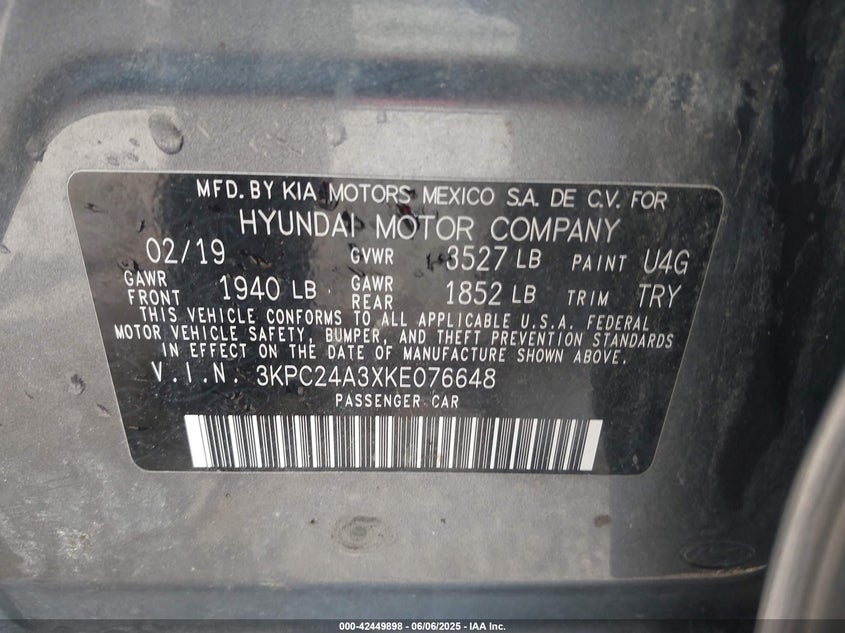 MFD. BY KIA MOTORS MEXICO S.A. DE C.V. FOR
HYUNDAI MOTOR COMPANY
02/19 GVWR 3527 LB PAINT U4G
GAWR FRONT 1940 LB GAWR REAR 1852 LB TRIM TRY
THIS VEHICLE CONFORMS TO ALL APPLICABLE U.S.A. FEDERAL
MOTOR VEHICLE SAFETY, BUMPER, AND THEFT PREVENTION STANDARDS
IN EFFECT ON THE DATE OF MANUFACTURE SHOWN ABOVE.
V.I.N. 3KPC24A3XKE076648
PASSENGER CAR
000-42449898 - 06/06/2025 - IAA Inc.